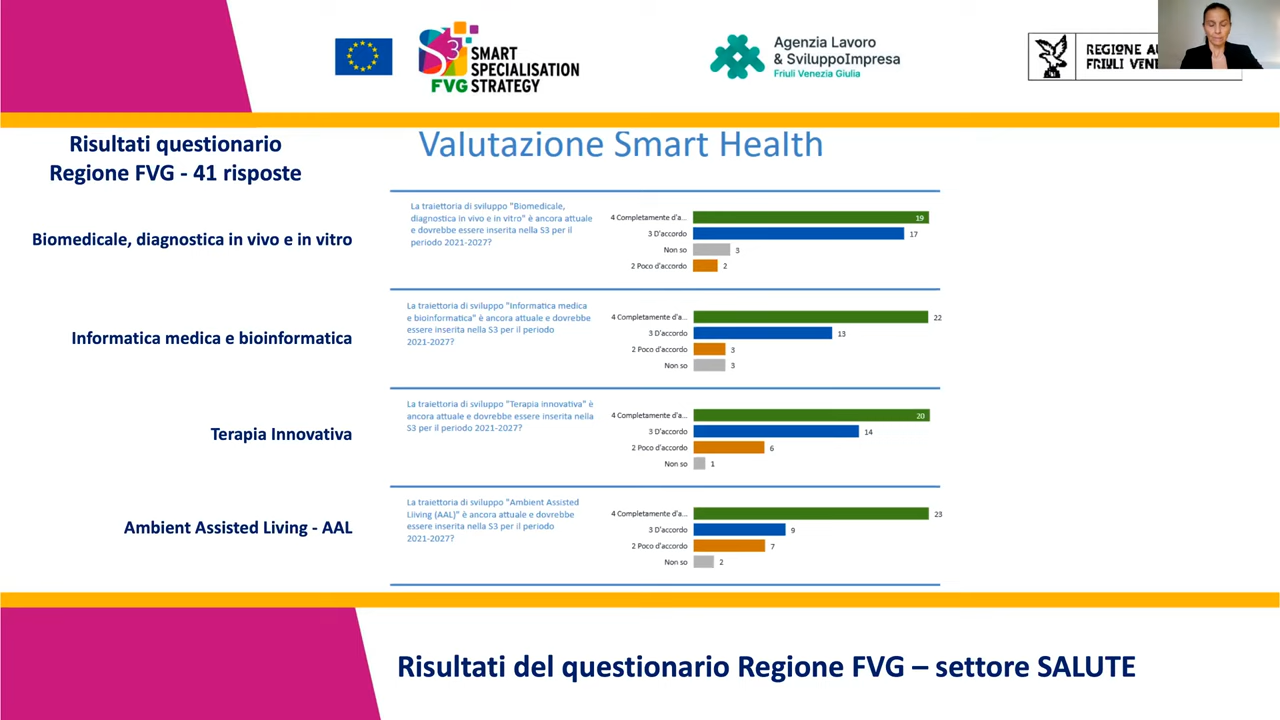 S3 SMART
SPECIALISATION
FVG STRATEGY
Agenzia Lavoro
& SviluppoImpresa
Friuli Venezia Giulia
REGIONE
FRIULI
Risultati questionario
Regione FVG - 41 risposte
Valutazione Smart Health
Biomedicale, diagnostica in vivo e in vitro
La traiettoria di sviluppo "Biomedicale,
diagnostica in vivo e in vitro" è ancora attuale
e dovrebbe essere inserita nella S3 per il
periodo 2021-2027?
4 Completamente d'a... 19
3 D'accordo 17
Non so 3
2 Poco d'accordo 2
Informatica medica e bioinformatica
La traiettoria di sviluppo "Informatica medica
e bioinformatica" è ancora attuale e dovrebbe
essere inserita nella S3 per il periodo
2021-2027?
4 Completamente d'a... 22
3 D'accordo 13
2 Poco d'accordo 3
Non so 3
Terapia Innovativa
La traiettoria di sviluppo "Terapia innovativa" è
ancora attuale e dovrebbe essere inserita nella
S3 per il periodo 2021-2027?
4 Completamente d'a... 20
3 D'accordo 14
2 Poco d'accordo 6
Non so 1
Ambient Assisted Living - AAL
La traiettoria di sviluppo "Ambient Assisted
Liiving (AAL)" è ancora attuale e dovrebbe
essere inserita nella S3 per il periodo
2021-2027?
4 Completamente d'a... 23
3 D'accordo 9
2 Poco d'accordo 7
Non so 2
Risultati del questionario Regione FVG – settore SALUTE